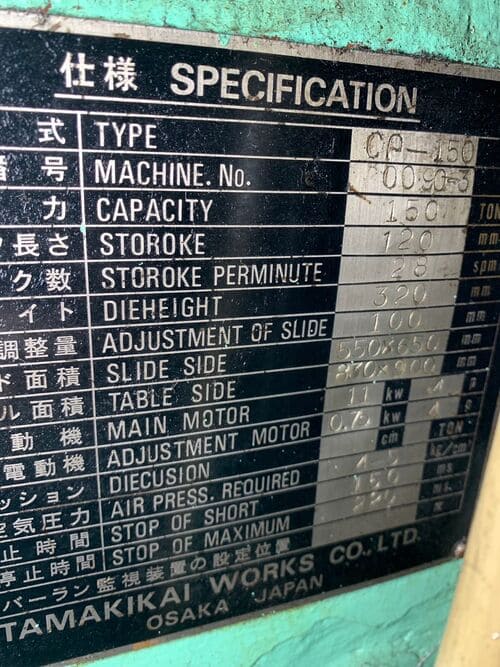 仕様 SPECIFICATION
式 TYPE -150
番号 MACHINE. No. 0090-3
力 CAPACITY 150 TON
長さ STOROKE 120 mm
ク数 STOROKE PERMINUTE 28 spm
イト DIEHEIGHT 320 mm
調整量 ADJUSTMENT OF SLIDE 100 mm
ド面積 SLIDE SIDE 550×650 mm
ル面積 TABLE SIDE mm
動機 MAIN MOTOR 11 kw 4 P
電動機 ADJUSTMENT MOTOR 0.75 kw 4
ッション DIECUSION cm TON
空気圧力 AIR PRESS. REQUIRED 4-5 kg/cm²
止時間 STOP OF SHORT 150 ms
停止時間 STOP OF MAXIMUM 220
バーラン監視装置の設定位置
TAMAKIKAI WORKS CO., LTD.
OSAKA JAPAN